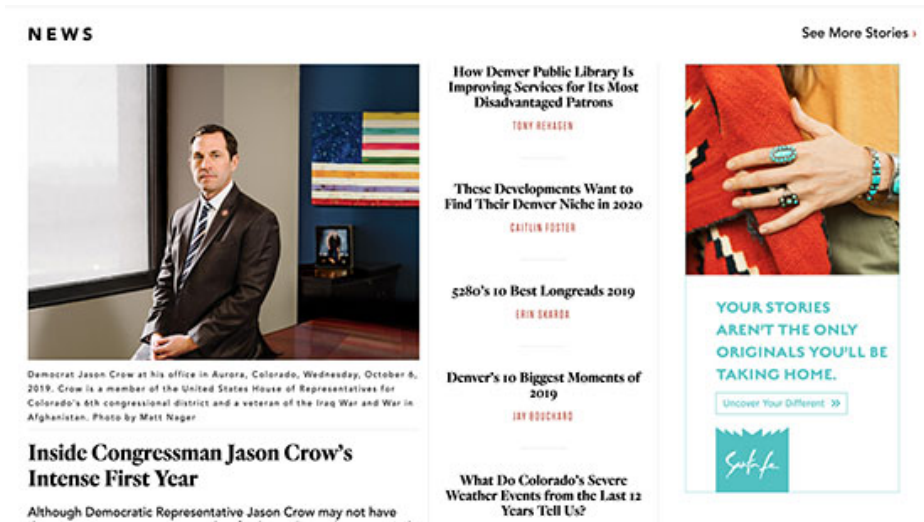 NEWS
See More Stories ›
Democrat Jason Crow at his office in Aurora, Colorado, Wednesday, October 6,
2019. Crow is a member of the United States House of Representatives for
Colorado's 6th congressional district and a veteran of the Iraq War and War in
Afghanistan. Photo by Matt Nager
Inside Congressman Jason Crow's
Intense First Year
Although Democratic Representative Jason Crow may not have
How Denver Public Library Is
Improving Services for Its Most
Disadvantaged Patrons
TONY REHAGEN
These Developments Want to
Find Their Denver Niche in 2020
CAITLIN FOSTER
5280's 10 Best Longreads 2019
ERIN SKARDA
Denver's 10 Biggest Moments of
2019
JAY BOUCHARD
What Do Colorado's Severe
Weather Events from the Last 12
Years Tell Us?
YOUR STORIES
AREN'T THE ONLY
ORIGINALS YOU'LL BE
TAKING HOME.
Uncover Your Different »
Santa Fe